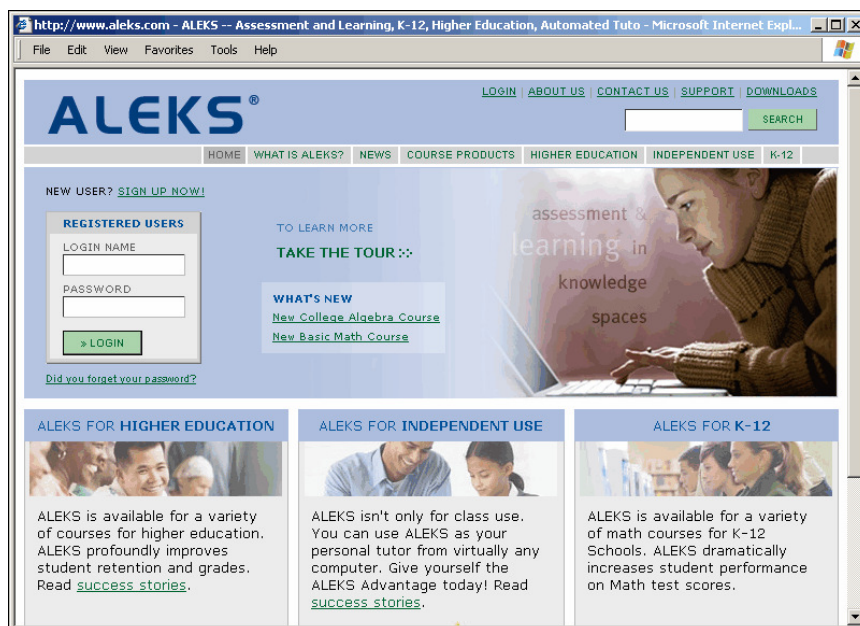 http://www.aleks.com - ALEKS -- Assessment and Learning, K-12, Higher Education, Automated Tuto - Microsoft Internet Expl...
File Edit View Favorites Tools Help
LOGIN | ABOUT US | CONTACT US | SUPPORT | DOWNLOADS
ALEKS®
SEARCH
HOME WHAT IS ALEKS? NEWS COURSE PRODUCTS HIGHER EDUCATION INDEPENDENT USE K-12
NEW USER? SIGN UP NOW!
REGISTERED USERS
LOGIN NAME
PASSWORD
» LOGIN
Did you forget your password?
TO LEARN MORE
TAKE THE TOUR >:
WHAT'S NEW
New College Algebra Course
New Basic Math Course
assessment &
learning in
knowledge
spaces
ALEKS FOR HIGHER EDUCATION
ALEKS is available for a variety
of courses for higher education.
ALEKS profoundly improves
student retention and grades.
Read success stories.
ALEKS FOR INDEPENDENT USE
ALEKS isn't only for class use.
You can use ALEKS as your
personal tutor from virtually any
computer. Give yourself the
ALEKS Advantage today! Read
success stories.
ALEKS FOR K-12
ALEKS is available for a variety
of math courses for K-12
Schools. ALEKS dramatically
increases student performance
on Math test scores.